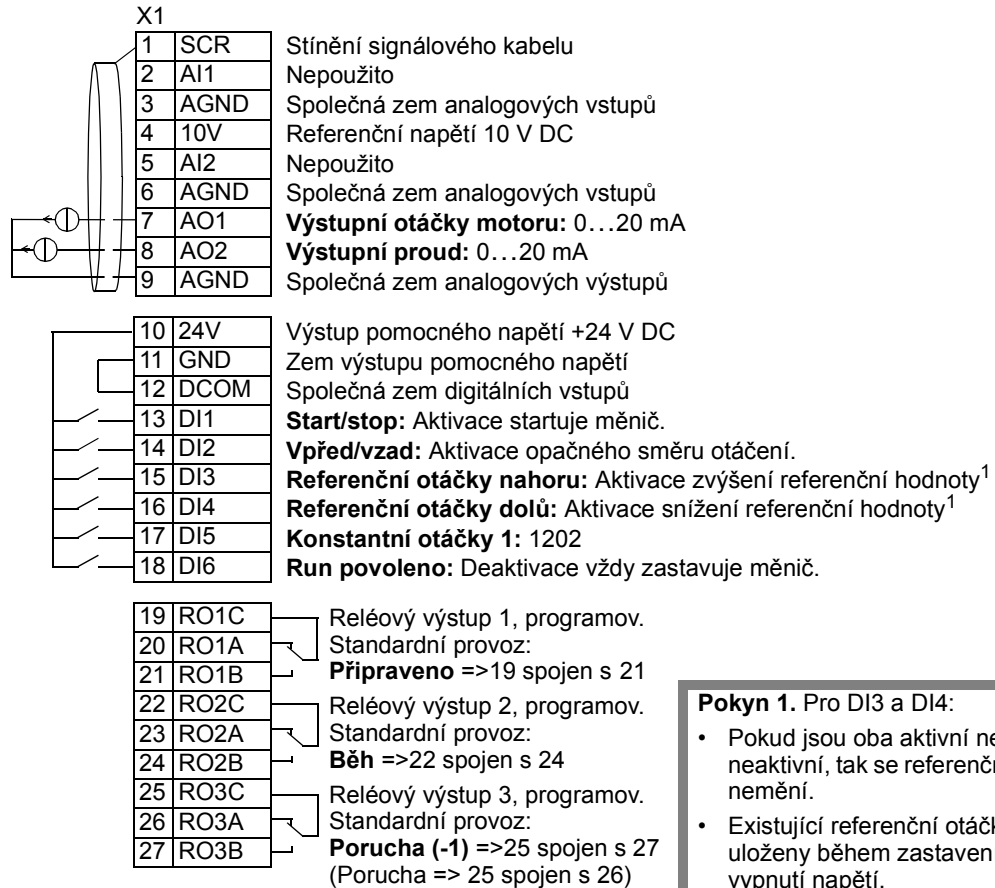 X1
1 SCR Stínění signálového kabelu
2 AI1 Nepoužito
3 AGND Společná zem analogových vstupů
4 10V Referenční napětí 10 V DC
5 AI2 Nepoužito
6 AGND Společná zem analogových vstupů
7 AO1 Výstupní otáčky motoru: 0…20 mA
8 AO2 Výstupní proud: 0…20 mA
9 AGND Společná zem analogových výstupů
10 24V Výstup pomocného napětí +24 V DC
11 GND Zem výstupu pomocného napětí
12 DCOM Společná zem digitálních vstupů
13 DI1 Start/stop: Aktivace startuje měnič.
14 DI2 Vpřed/vzad: Aktivace opačného směru otáčení.
15 DI3 Referenční otáčky nahoru: Aktivace zvýšení referenční hodnoty1
16 DI4 Referenční otáčky dolů: Aktivace snížení referenční hodnoty1
17 DI5 Konstantní otáčky 1: 1202
18 DI6 Run povoleno: Deaktivace vždy zastavuje měnič.
19 RO1C Reléový výstup 1, programov.
20 RO1A Standardní provoz:
21 RO1B Připraveno =>19 spojen s 21
22 RO2C Reléový výstup 2, programov.
23 RO2A Standardní provoz:
24 RO2B Běh =>22 spojen s 24
25 RO3C Reléový výstup 3, programov.
26 RO3A Standardní provoz:
27 RO3B Porucha (-1) =>25 spojen s 27
(Porucha => 25 spojen s 26)
Pokyn 1. Pro DI3 a DI4:
• Pokud jsou oba aktivní
neaktivní, tak se
nemění.
• Existující referenční
uloženy během
vypnutí napětí.